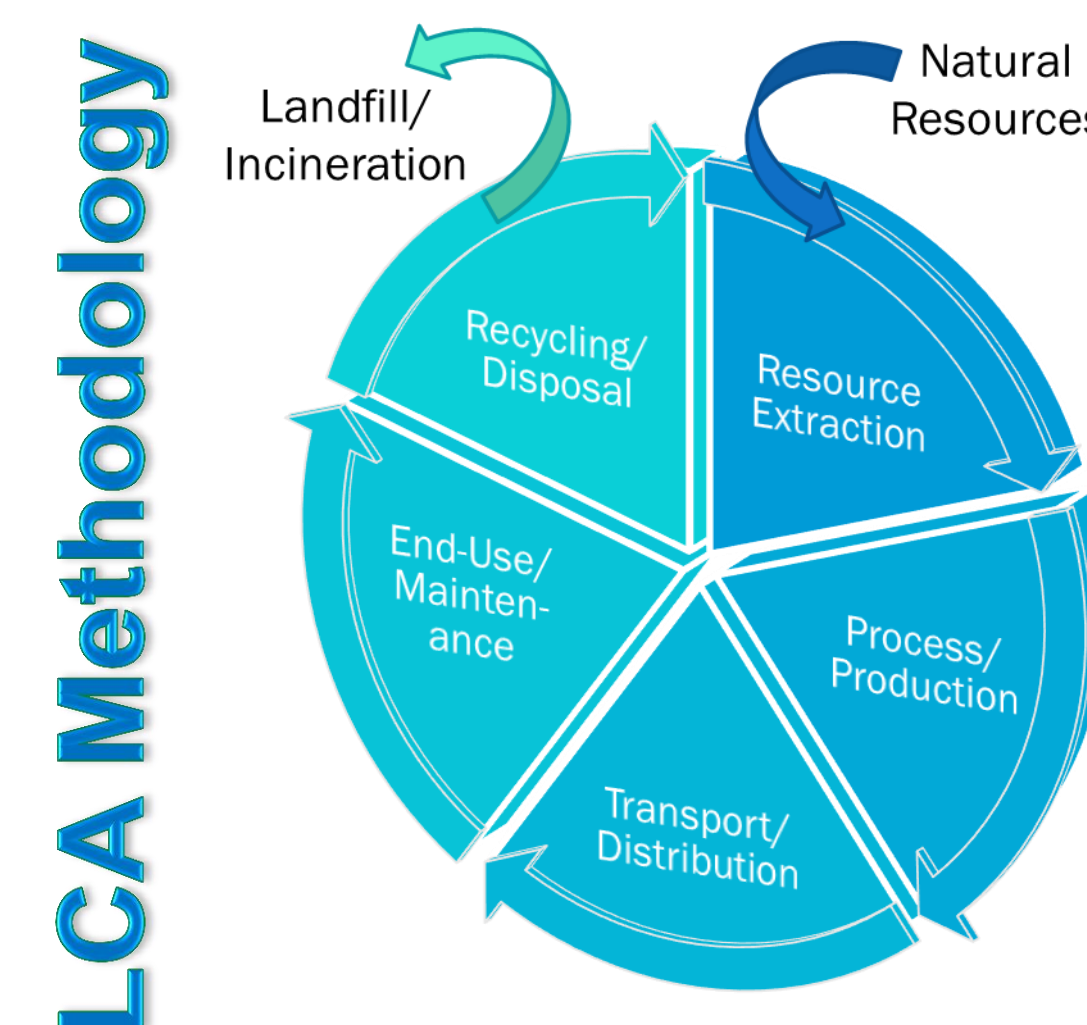 LCA Methodology
Landfill/
Incineration
Natural
Resources
Recycling/
Disposal
Resource
Extraction
End-Use/
Mainten-
ance
Process/
Production
Transport/
Distribution